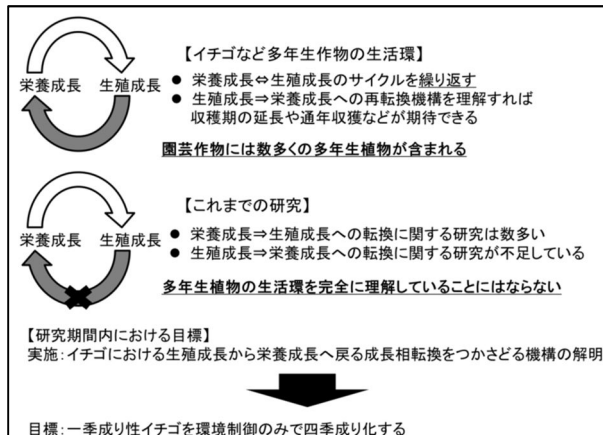 【イチゴなど多年生作物の生活環】
栄養成長 生殖成長
● 栄養成長⇔生殖成長のサイクルを繰り返す
● 生殖成長⇒栄養成長への再転換機構を理解すれば
収穫期の延長や通年収穫などが期待できる
園芸作物には数多くの多年生植物が含まれる
【これまでの研究】
栄養成長 生殖成長
● 栄養成長⇒生殖成長への転換に関する研究は数多い
● 生殖成長⇒栄養成長への転換に関する研究が不足している
多年生植物の生活環を完全に理解していることにはならない
【研究期間内における目標】
実施:イチゴにおける生殖成長から栄養成長へ戻る成長相転換をつかさどる機構の解明
目標:一季成り性イチゴを環境制御のみで四季成り化する